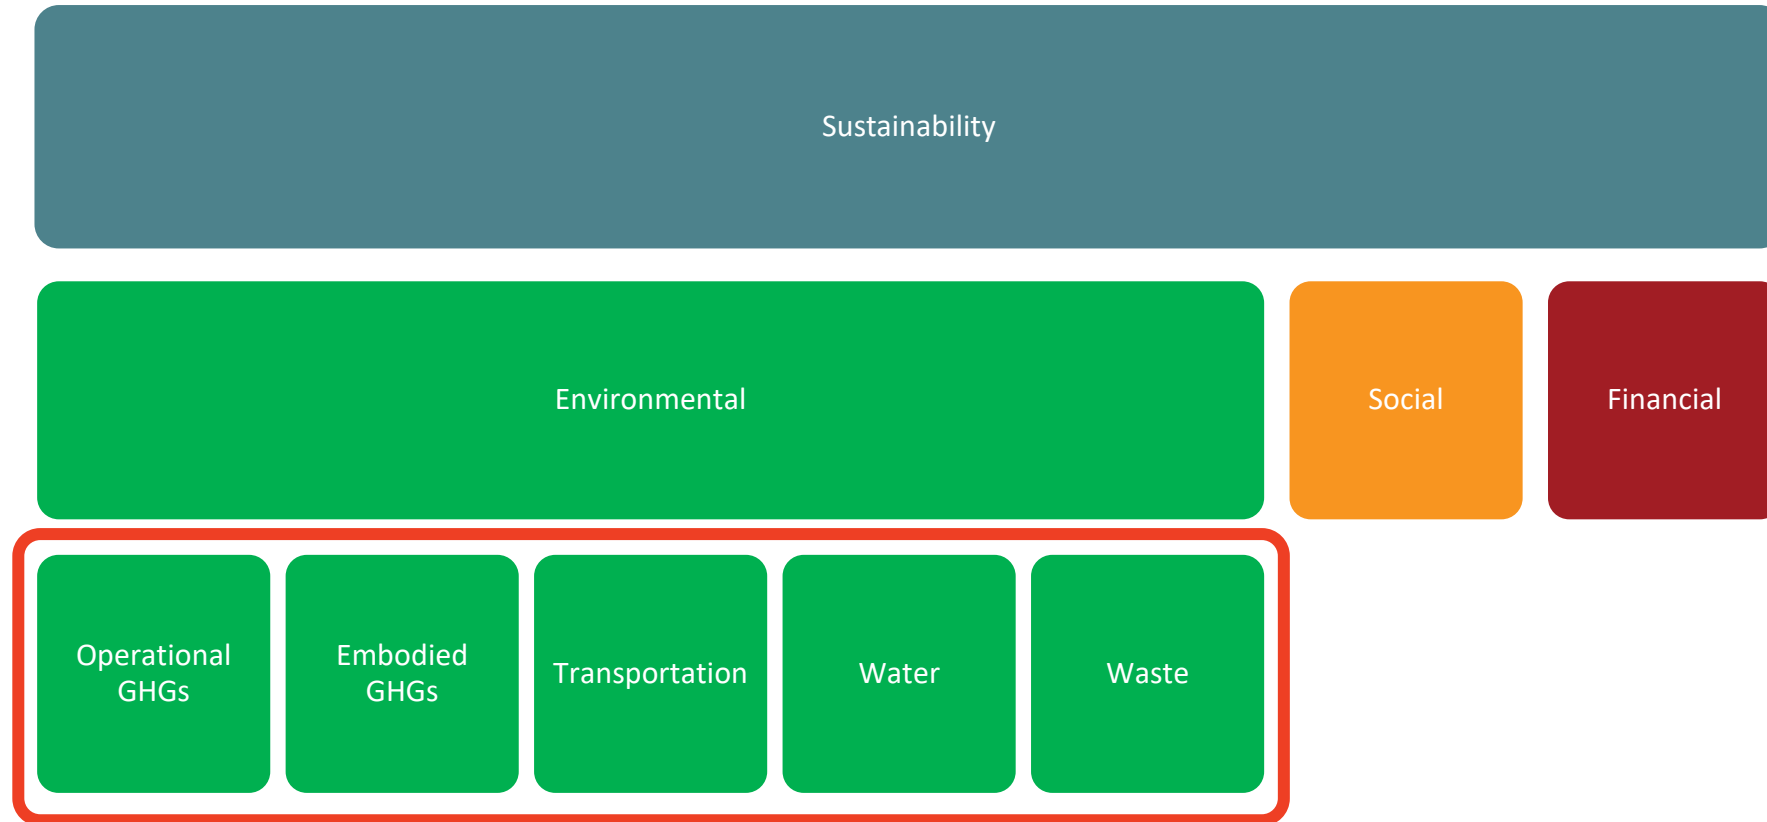 Sustainability
Environmental
Social
Financial
Operational
GHGs
Embodied
GHGs
Transportation
Water
Waste